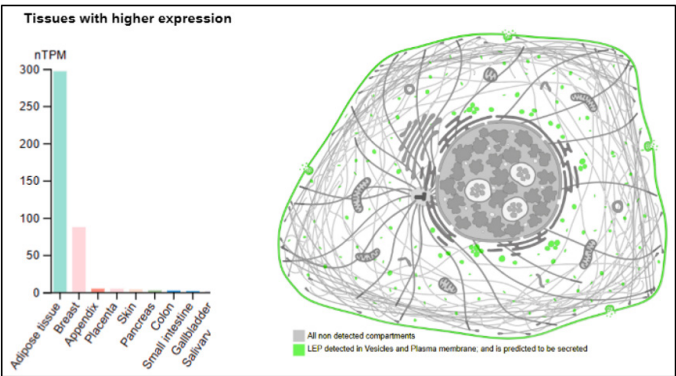 Tissues with higher expression
nTPM
300
250
200
150
100
50
0
Adipose tissue
Breast
Appendix
Placenta
Skin
Pancreas
Colon
Small intestine
Gallbladder
Salivary
All non detected compartments
LEP detected in Vesicles and Plasma membrane, and is predicted to be secreted